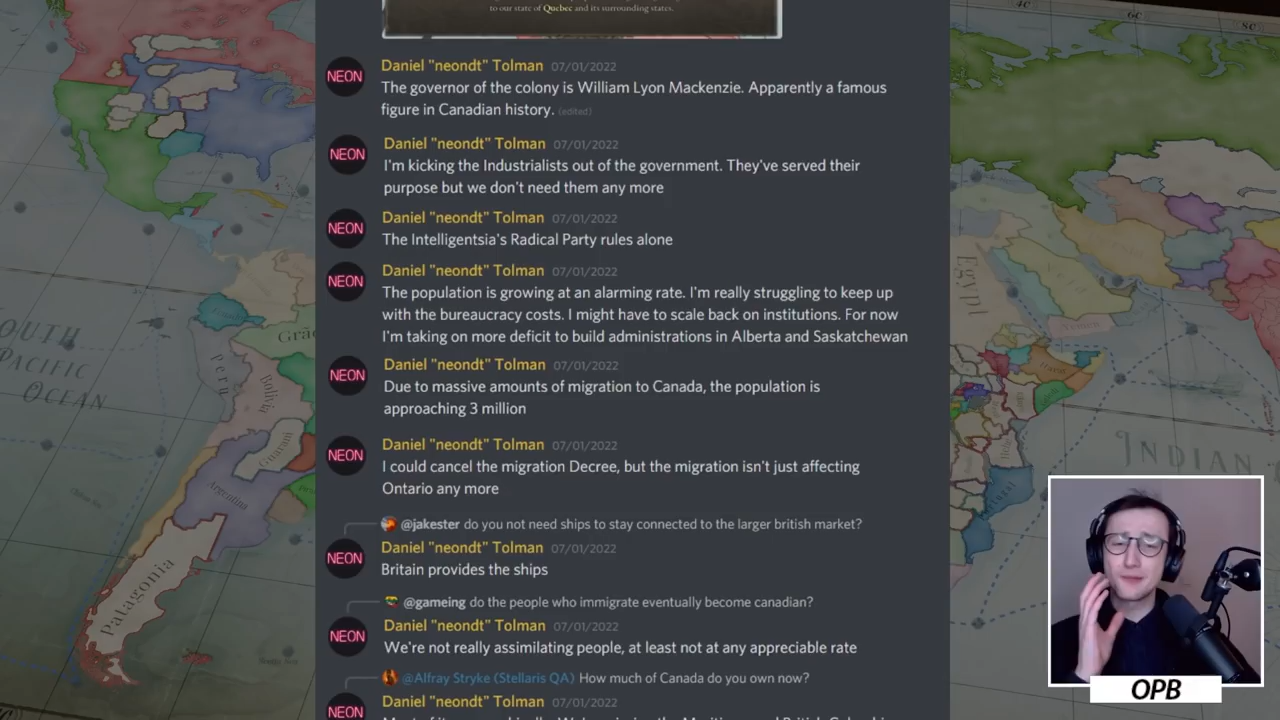 to our state of Quebec and its surrounding states.
NEON
Daniel "neondt" Tolman 07/01/2022
The governor of the colony is William Lyon Mackenzie. Apparently a famous
figure in Canadian history. (edited)
NEON
Daniel "neondt" Tolman 07/01/2022
I'm kicking the Industrialists out of the government. They've served their
purpose but we don't need them any more
NEON
Daniel "neondt" Tolman 07/01/2022
The Intelligentsia's Radical Party rules alone
NEON
Daniel "neondt" Tolman 07/01/2022
The population is growing at an alarming rate. I'm really struggling to keep up
with the bureaucracy costs. I might have to scale back on institutions. For now
I'm taking on more deficit to build administrations in Alberta and Saskatchewan
NEON
Daniel "neondt" Tolman 07/01/2022
Due to massive amounts of migration to Canada, the population is
approaching 3 million
NEON
Daniel "neondt" Tolman 07/01/2022
I could cancel the migration Decree, but the migration isn't just affecting
Ontario any more
@jakester do you not need ships to stay connected to the larger british market?
NEON
Daniel "neondt" Tolman 07/01/2022
Britain provides the ships
@gameing do the people who immigrate eventually become canadian?
NEON
Daniel "neondt" Tolman 07/01/2022
We're not really assimilating people, at least not at any appreciable rate
@Alfray Stryke (Stellaris QA) How much of Canada do you own now?
NEON
Daniel "neondt" Tolman 07/01/2022
SOUTH
PACIFIC
OCEAN
Peru
Bolivia
Guarani
Argentina
Patagonia
Egypt
Yemen
INDIAN
OPB